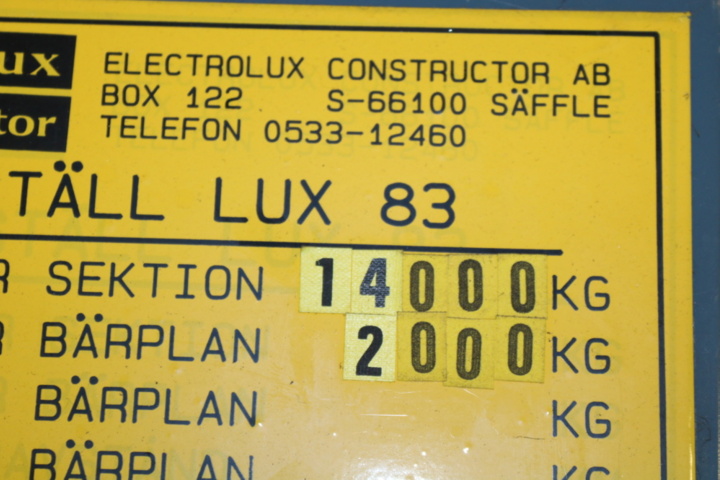 ux
ELECTROLUX CONSTRUCTOR AB
tor
BOX 122 S-66100 SÄFFLE
TELEFON 0533-12460
TÄLL LUX 83
R SEKTION 14000 KG
R BÄRPLAN 2000 KG
BÄRPLAN KG
BÄRPLAN KG